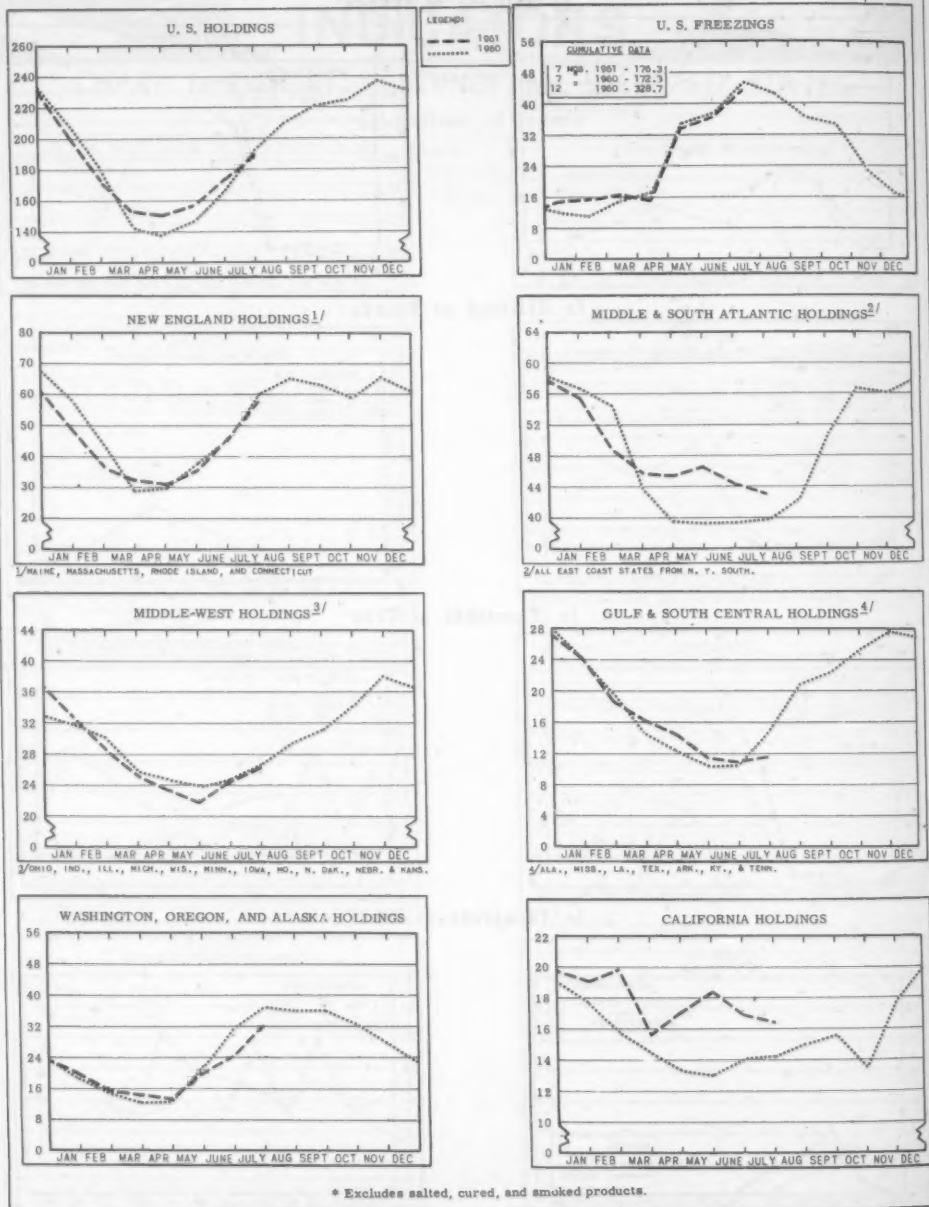 U. S. HOLDINGS
260
240
220
200
180
160
140
0
JAN FEB MAR APR MAY JUNE JULY AUG SEPT OCT NOV DEC
LEGEND:
1961
1960
U. S. FREEZINGS
CUMULATIVE DATA
7 MOS. 1961 - 176.3
7 " 1960 - 172.3
12 " 1960 - 328.7
56
48
40
32
24
16
8
0
JAN FEB MAR APR MAY JUNE JULY AUG SEPT OCT NOV DEC
NEW ENGLAND HOLDINGS 1/
80
70
60
50
40
30
20
0
JAN FEB MAR APR MAY JUNE JULY AUG SEPT OCT NOV DEC
1/MAINE, MASSACHUSETTS, RHODE ISLAND, AND CONNECTICUT
MIDDLE & SOUTH ATLANTIC HOLDINGS 2/
64
60
56
52
48
44
40
0
JAN FEB MAR APR MAY JUNE JULY AUG SEPT OCT NOV DEC
2/ALL EAST COAST STATES FROM N. Y. SOUTH.
MIDDLE-WEST HOLDINGS 3/
44
40
36
32
28
24
20
0
JAN FEB MAR APR MAY JUNE JULY AUG SEPT OCT NOV DEC
3/OHIO, IND., ILL., MICH., WIS., MINN., IOWA, MO., N. DAK., NEBR. & KANS.
GULF & SOUTH CENTRAL HOLDINGS 4/
28
24
20
16
12
8
4
0
JAN FEB MAR APR MAY JUNE JULY AUG SEPT OCT NOV DEC
4/ALA., MISS., LA., TEX., ARK., KY., & TENN.
WASHINGTON, OREGON, AND ALASKA HOLDINGS
56
48
40
32
24
16
8
0
JAN FEB MAR APR MAY JUNE JULY AUG SEPT OCT NOV DEC
CALIFORNIA HOLDINGS
22
20
18
16
14
12
10
0
JAN FEB MAR APR MAY JUNE JULY AUG SEPT OCT NOV DEC
* Excludes salted, cured, and smoked products.